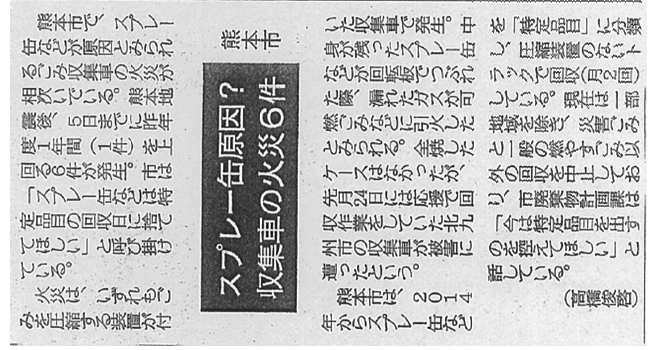 熊本市
スプレー缶原因？
収集車の火災6件
熊本市で、スプレー
缶などが原因とみられ
るごみ収集車の火災が
相次いでいる。熊本地
震後、5日までに昨年
度1年間（1件）を上
回る6件が発生。市は
「スプレー缶などは特
定品目の回収日に捨て
てほしい」と呼び掛け
ている。
火災は、いずれもご
みを圧縮する装置が付
いた収集車で発生。中
身が残ったスプレー缶
などが回転板でつぶれ
た際、漏れたガスが可
燃ごみなどに引火した
とみられる。全焼した
ケースはなかったが、
先月24日には応援で回
収作業をしていた北九
州市の収集車が被害に
遭ったという。
熊本市は、2014
年からスプレー缶など
を「特定品目」に分類
し、圧縮装置のないト
ラックで回収（月2回）
している。現在は一部
地域を除き、災害ごみ
と一般の燃やすごみ以
外の回収を中止してお
り、市廃棄物計画課は
「今は特定品目を出す
のを控えてほしい」と
話している。
（高橋俊啓）